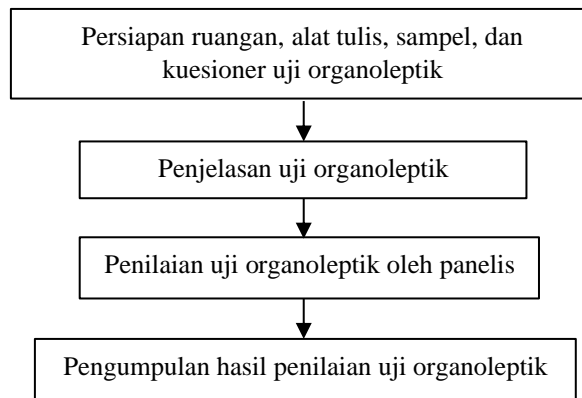 Persiapan ruangan, alat tulis, sampel, dan
kuesioner uji organoleptik
Penjelasan uji organoleptik
Penilaian uji organoleptik oleh panelis
Pengumpulan hasil penilaian uji organoleptik